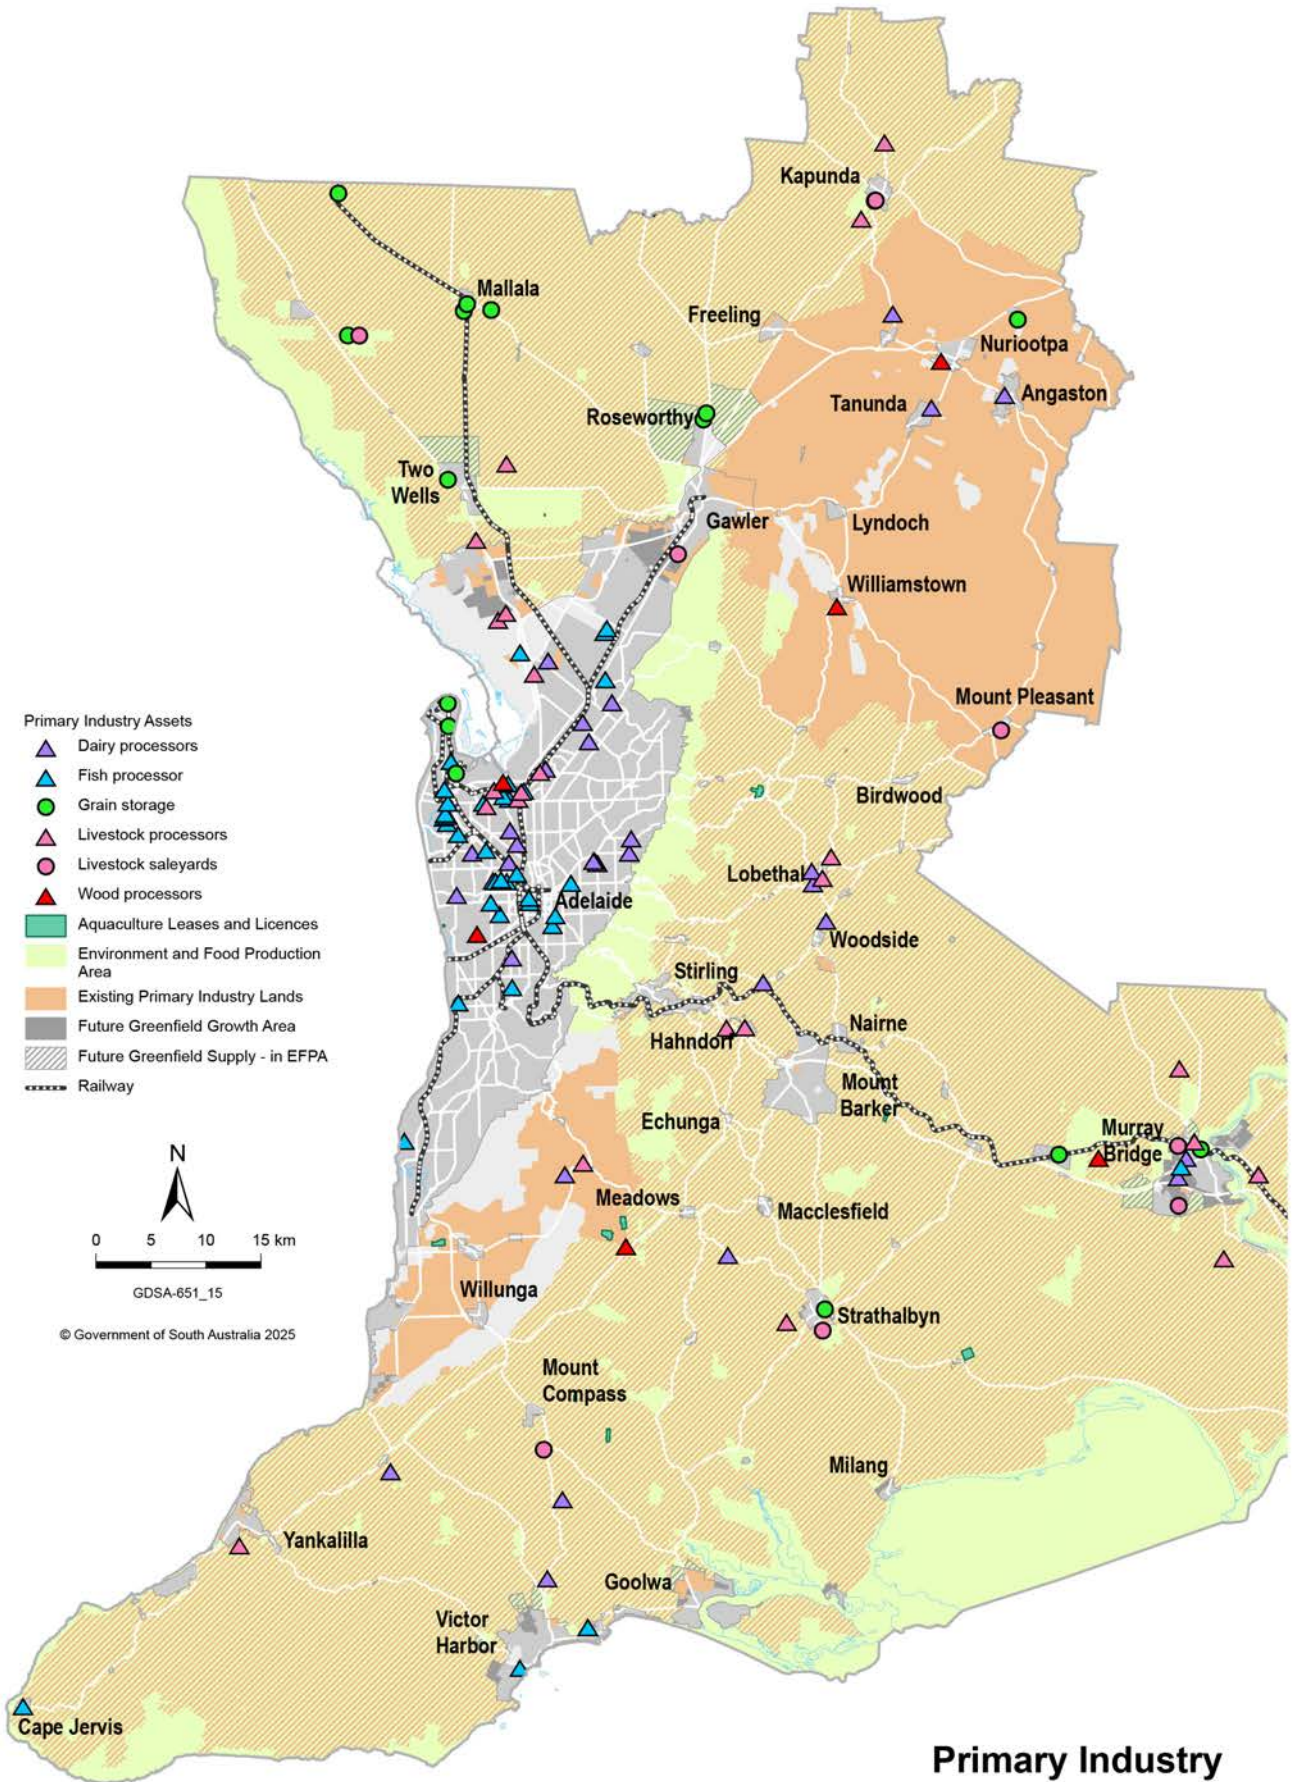 Kapunda
Mallala
Freeling
Nuriootpa
Tanunda
Angaston
Roseworthy
Two
Wells
Gawler
Lyndoch
Williamstown
Mount Pleasant
Primary Industry Assets
Dairy processors
Fish processor
Grain storage
Livestock processors
Livestock saleyards
Wood processors
Aquaculture Leases and Licences
Environment and Food Production
Area
Existing Primary Industry Lands
Future Greenfield Growth Area
Future Greenfield Supply - in EFPA
Railway
Birdwood
Lobethal
Adelaide
Woodside
Stirling
Hahndorf
Nairne
Mount
Barker
Echunga
Murray
Bridge
Meadows
Macclesfield
N
0 5 10 15 km
GDSA-651_15
© Government of South Australia 2025
Willunga
Strathalbyn
Mount
Compass
Milang
Yankalilla
Goolwa
Victor
Harbor
Cape Jervis
Primary Industry